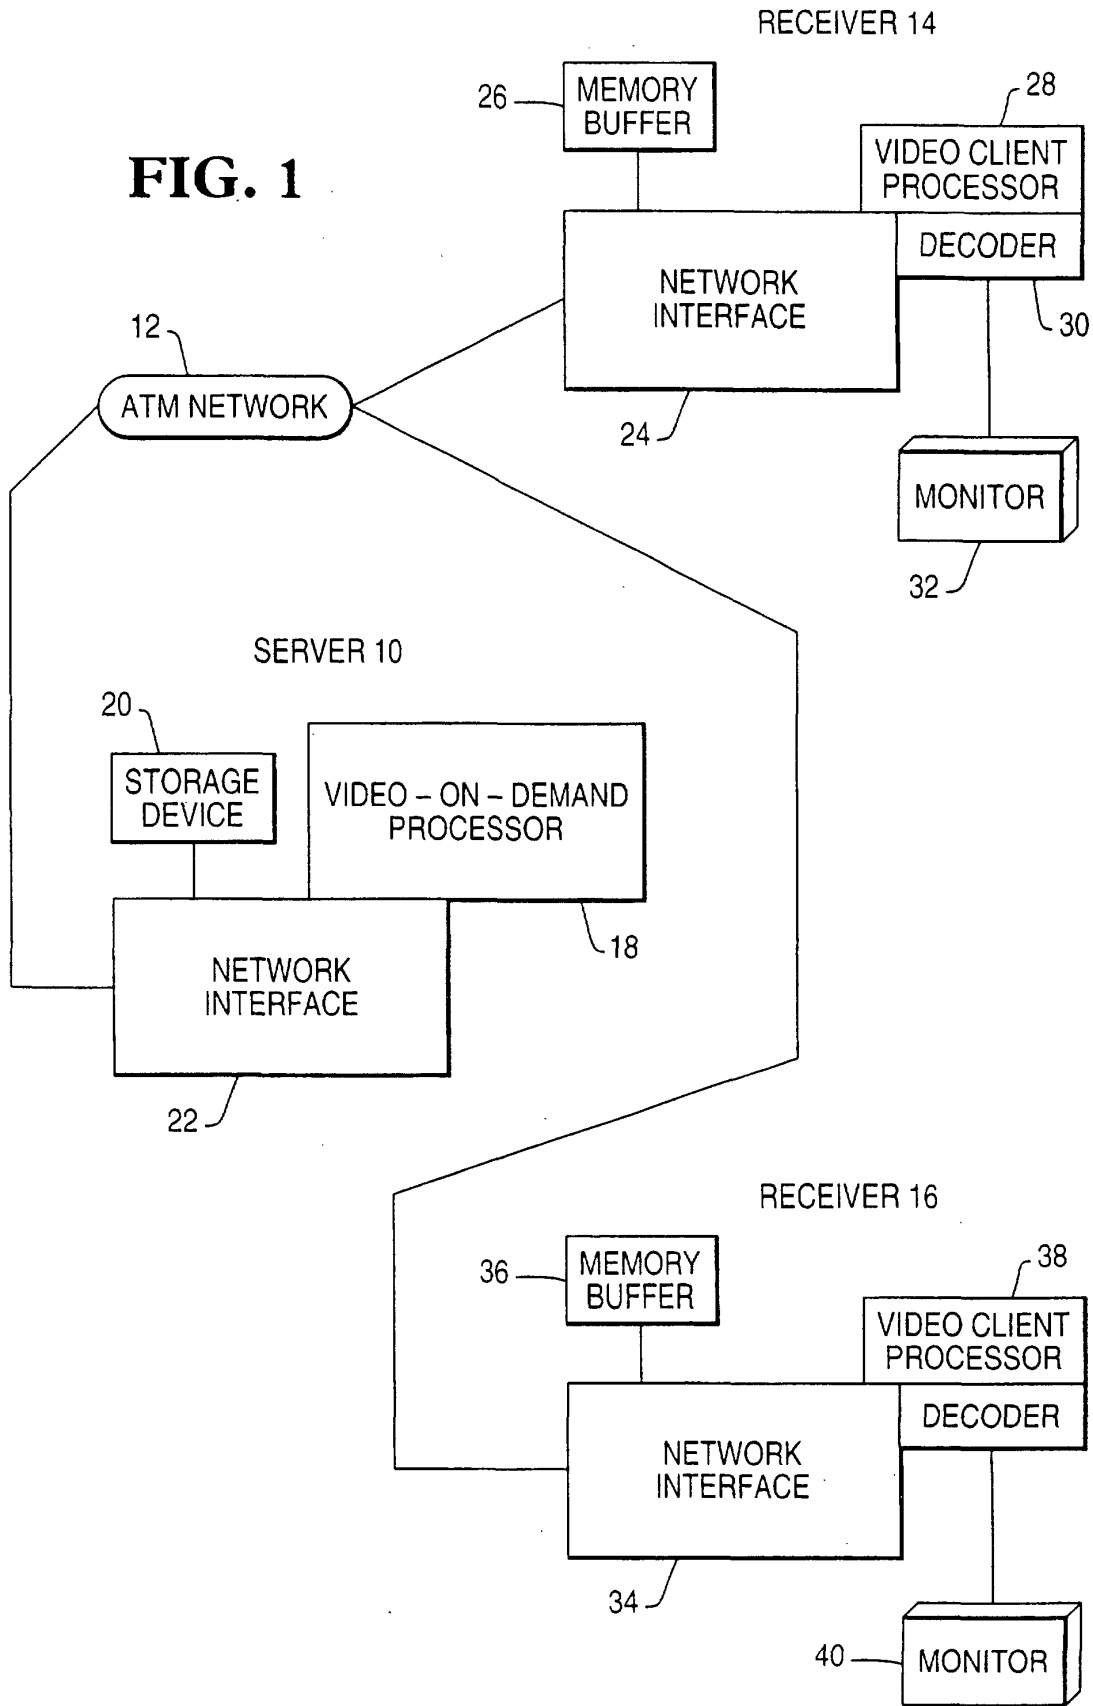 RECEIVER 14
26
MEMORY
BUFFER
28
VIDEO CLIENT
PROCESSOR
FIG. 1
DECODER
NETWORK
INTERFACE
30
12
ATM NETWORK
24
MONITOR
32
SERVER 10
20
STORAGE
DEVICE
VIDEO – ON – DEMAND
PROCESSOR
18
NETWORK
INTERFACE
22
RECEIVER 16
36
MEMORY
BUFFER
38
VIDEO CLIENT
PROCESSOR
DECODER
NETWORK
INTERFACE
34
40
MONITOR